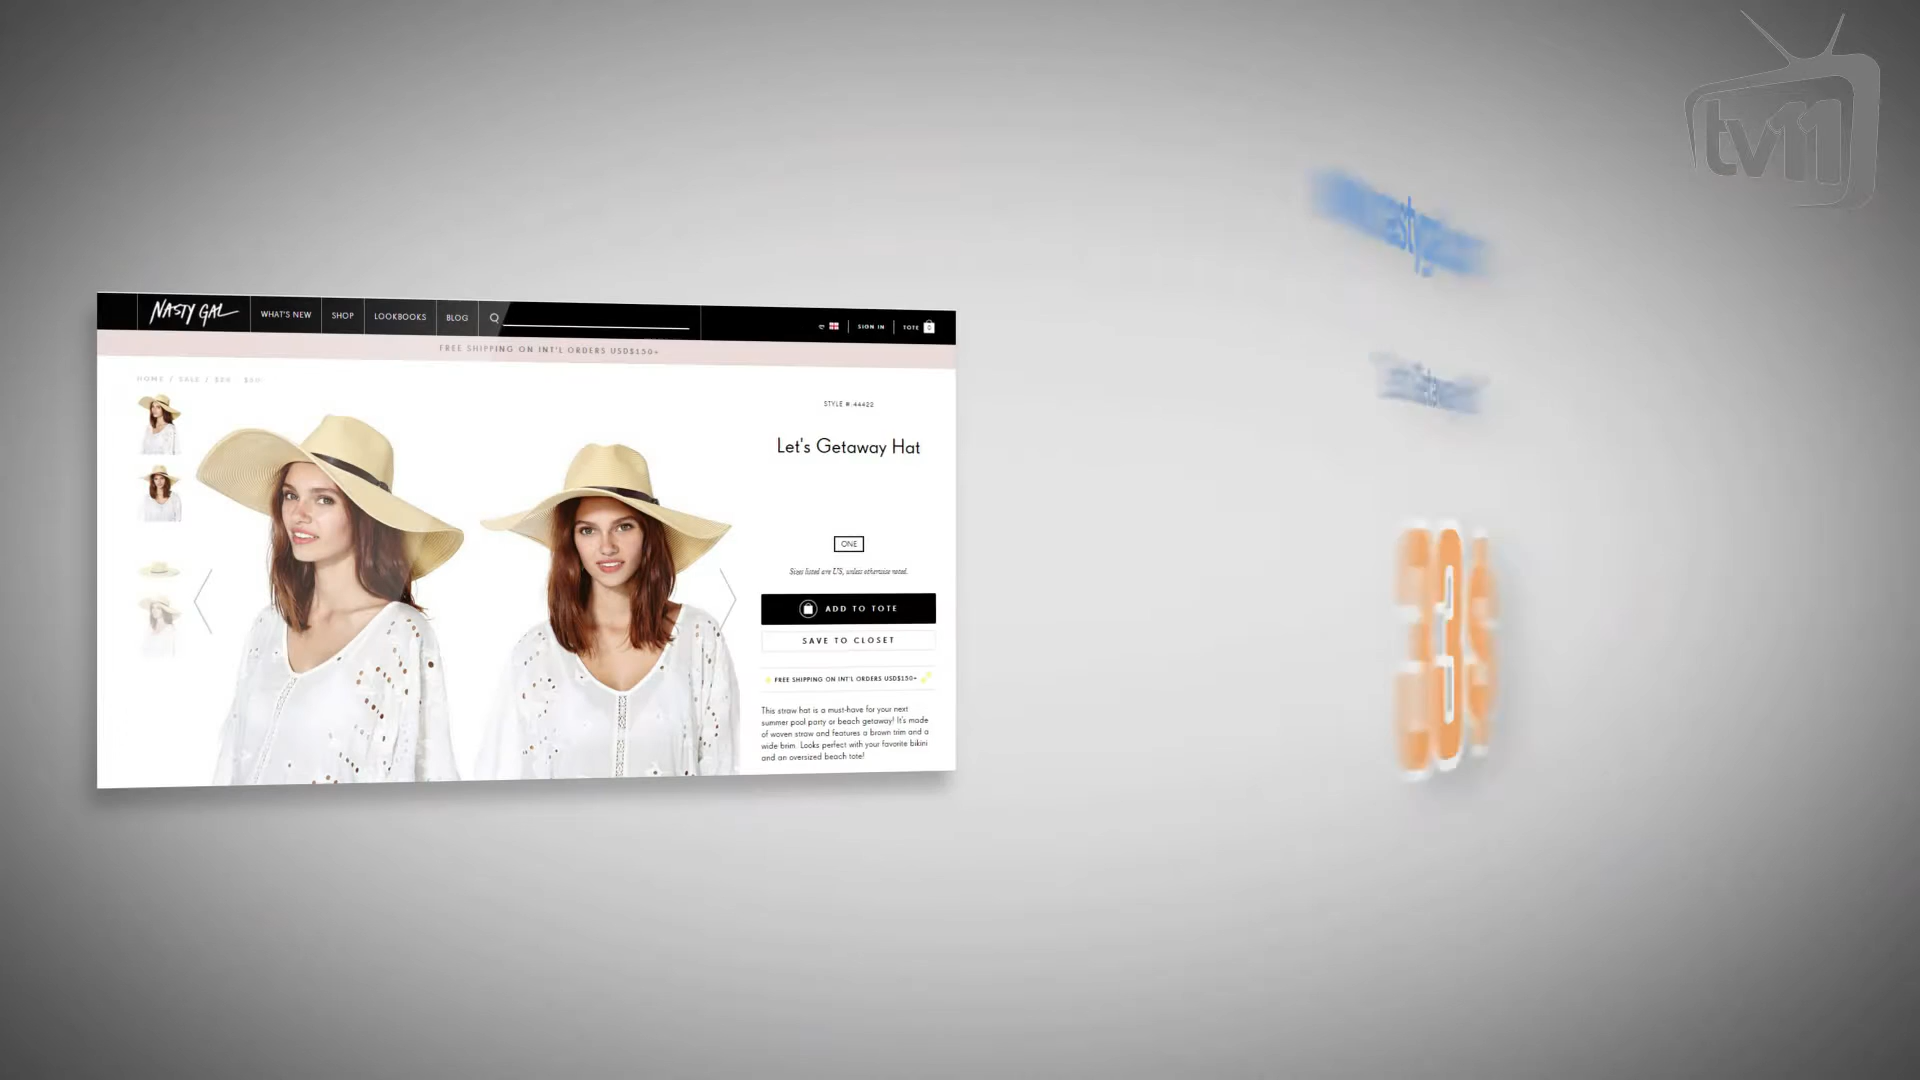 tv11
NASTY GAL
WHAT'S NEW
SHOP
LOOKBOOKS
BLOG
SIGN IN
TOTE
0
FREE SHIPPING ON INT'L ORDERS USD$150+
HOME / SALE /
STYLE #:44422
Let's Getaway Hat
ONE
Sizes listed are US, unless otherwise noted.
ADD TO TOTE
SAVE TO CLOSET
FREE SHIPPING ON INT'L ORDERS USD$150+
This straw hat is a must-have for your next
summer pool party or beach getaway! It's made
of woven straw and features a brown trim and a
wide brim. Looks perfect with your favorite bikini
and an oversized beach tote!